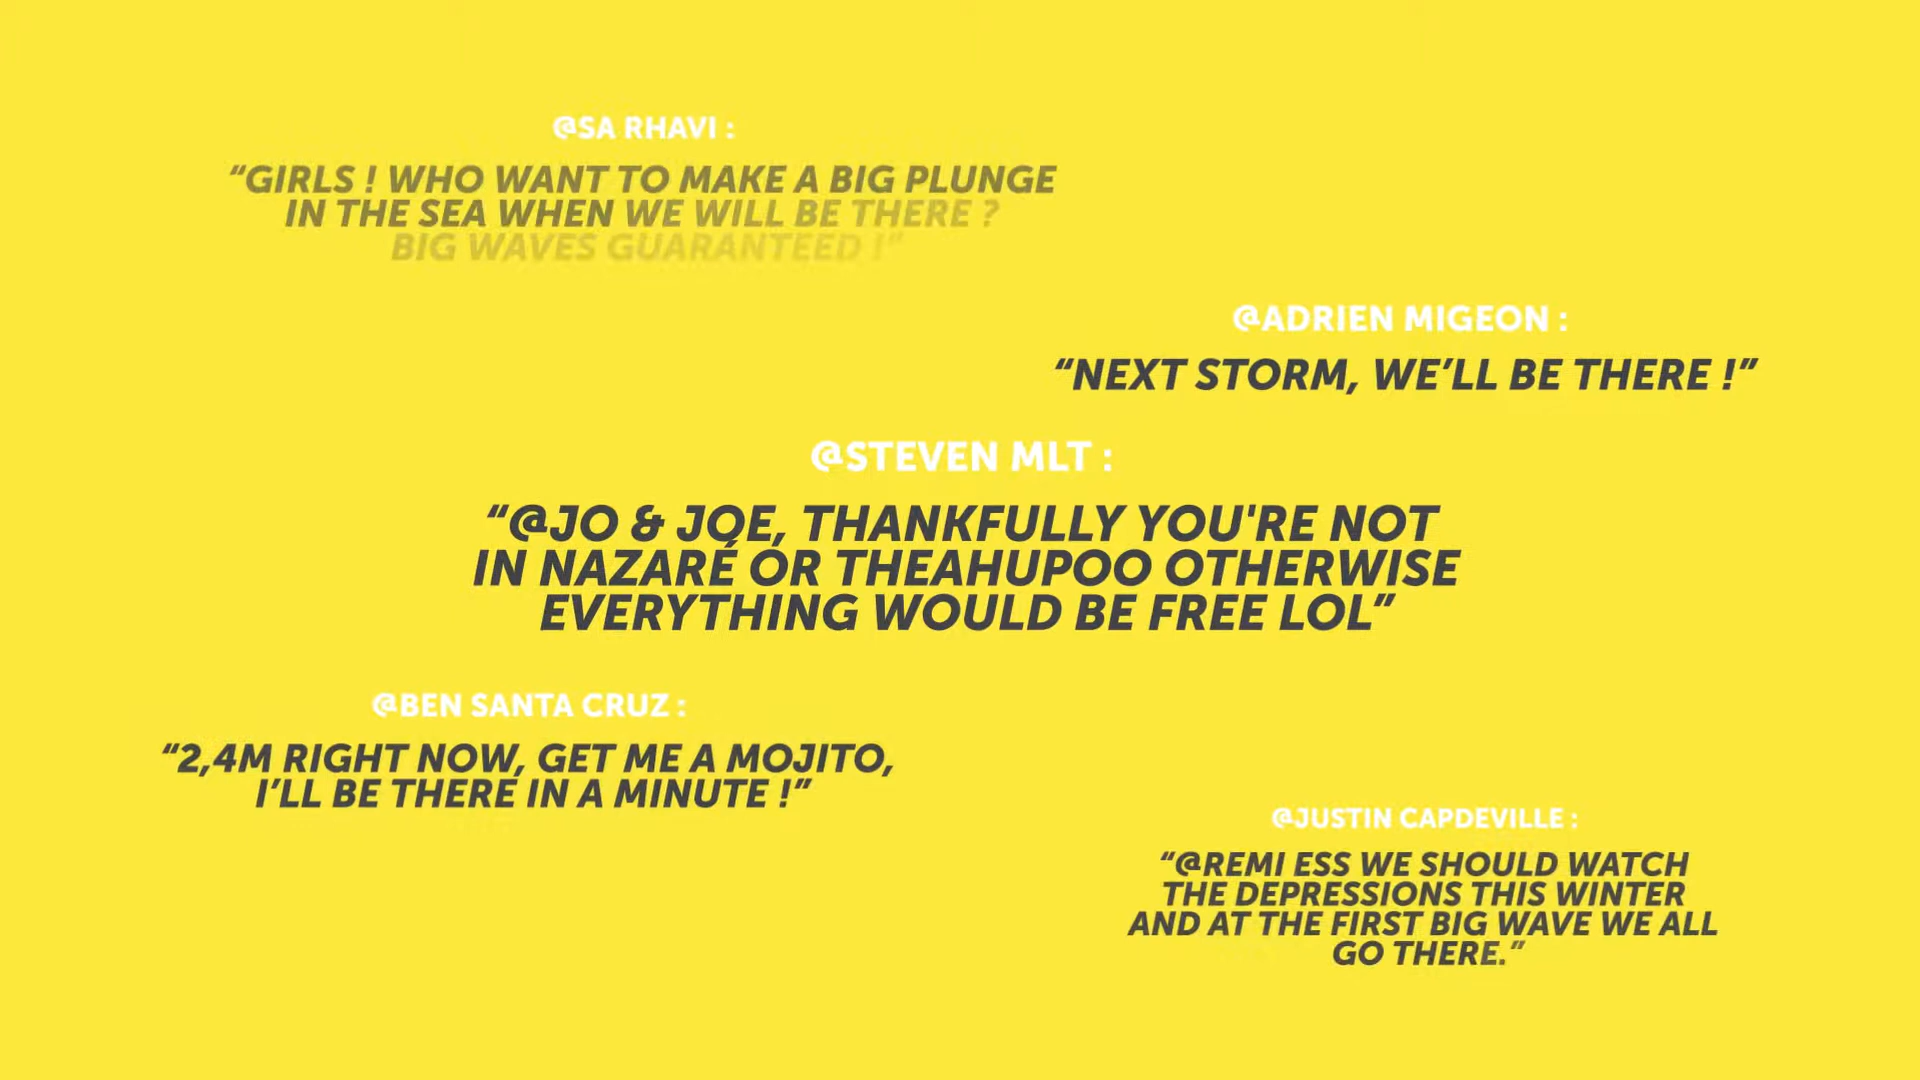 @SA RHAVI :
“GIRLS ! WHO WANT TO MAKE A BIG PLUNGE
IN THE SEA WHEN WE WILL BE THERE ?
BIG WAVES GUARANTEED !”
@ADRIEN MIGEON :
“NEXT STORM, WE’LL BE THERE !”
@STEVEN MLT :
“@JO & JOE, THANKFULLY YOU'RE NOT
IN NAZARÉ OR THEAHUPOO OTHERWISE
EVERYTHING WOULD BE FREE LOL”
@BEN SANTA CRUZ :
“2,4M RIGHT NOW, GET ME A MOJITO,
I’LL BE THERE IN A MINUTE !”
@JUSTIN CAPDEVILLE :
“@REMI ESS WE SHOULD WATCH
THE DEPRESSIONS THIS WINTER
AND AT THE FIRST BIG WAVE WE ALL
GO THERE.”